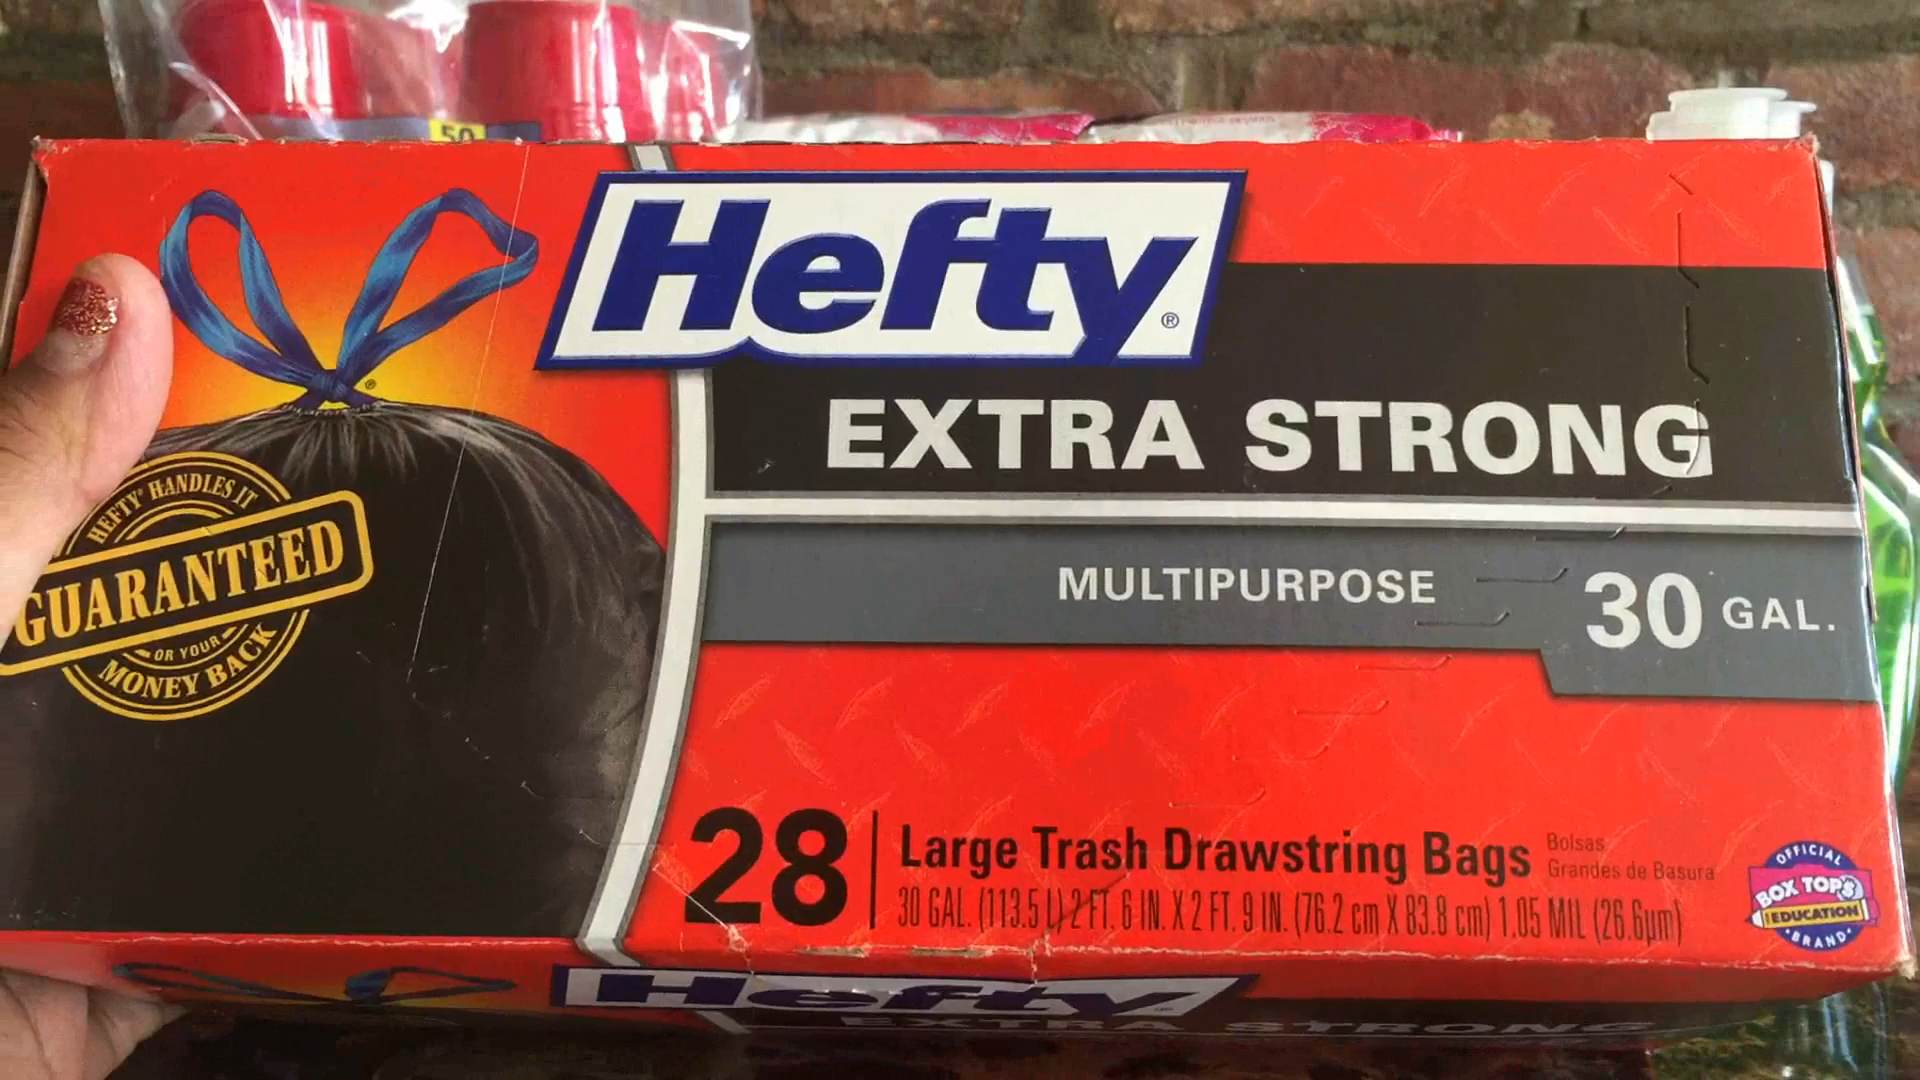 50
Hefty®
EXTRA STRONG
MULTIPURPOSE
30 GAL.
HEFTY® HANDLES IT
GUARANTEED
OR YOUR
MONEY BACK
28
Large Trash Drawstring Bags
Bolsas
Grandes de Basura
30 GAL. (113.5 L) 2 FT. 6 IN. X 2 FT. 9 IN. (76.2 cm X 83.8 cm) 1.05 MIL (26.6µm)
OFFICIAL
BOX TOPS
EDUCATION
BRAND
Hefty
EXTRA STRONG